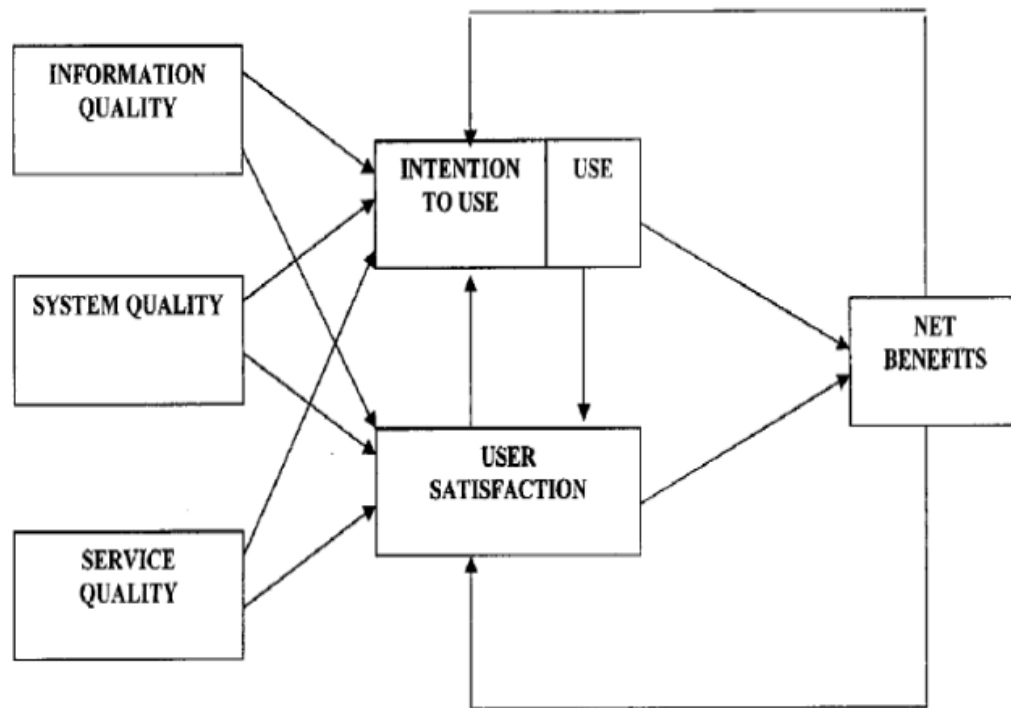 INFORMATION
QUALITY
INTENTION
TO USE
USE
SYSTEM QUALITY
NET
BENEFITS
USER
SATISFACTION
SERVICE
QUALITY